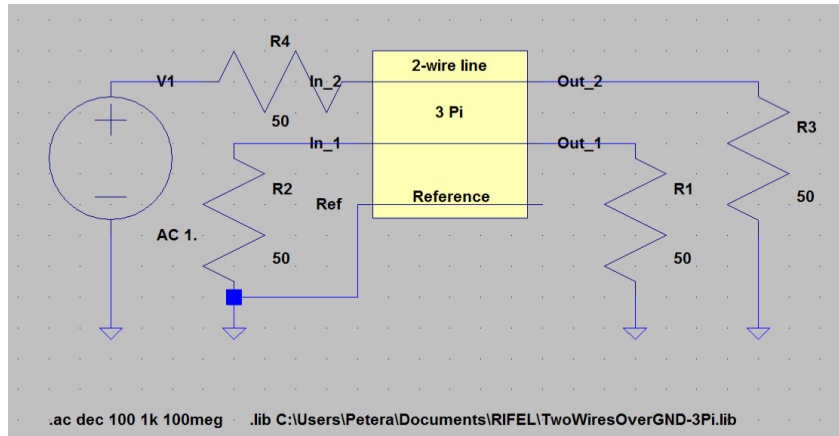 R4
2-wire line
V1
In_2
Out_2
3 Pi
50
R3
In_1
Out_1
R2
R1
Ref
Reference
50
AC 1.
50
50
.ac dec 100 1k 100meg
.lib C:\Users\Petera\Documents\RIFEL\TwoWiresOverGND-3Pi.lib